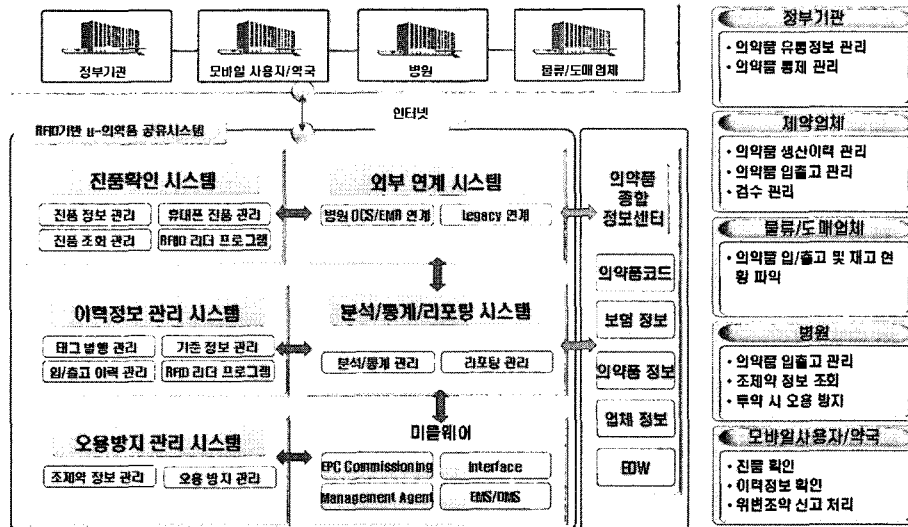 정부기관
모바일 사용자/약국
병원
물류/도매업체
인터넷
RFID기반 u-의약품 공유시스템
진품확인 시스템
진품 정보 관리
휴대폰 진품 관리
진품 조회 관리
RFID 리더 프로그램
외부 연계 시스템
병원 OCS/EMR 연계
Legacy 연계
이력정보 관리 시스템
태그 발행 관리
기준 정보 관리
입/출고 이력 관리
RFID 리더 프로그램
분석/통계/리포팅 시스템
분석/통계 관리
리포팅 관리
오용방지 관리 시스템
조제약 정보 관리
오용 방지 관리
미들웨어
EPC Commissioning
Interface
Management Agent
EMS/DMS
의약품
종합
정보센터
의약품코드
보험 정보
의약품 정보
업체 정보
EDW
정부기관
• 의약품 유통정보 관리
• 의약품 통제 관리
제약업체
• 의약품 생산이력 관리
• 의약품 입출고 관리
• 검수 관리
물류/도매업체
• 의약품 입/출고 및 재고 현
황 파악
병원
• 의약품 입출고 관리
• 조제약 정보 조회
• 투약 시 오용 방지
모바일사용자/약국
• 진품 확인
• 이력정보 확인
• 위변조약 신고 처리